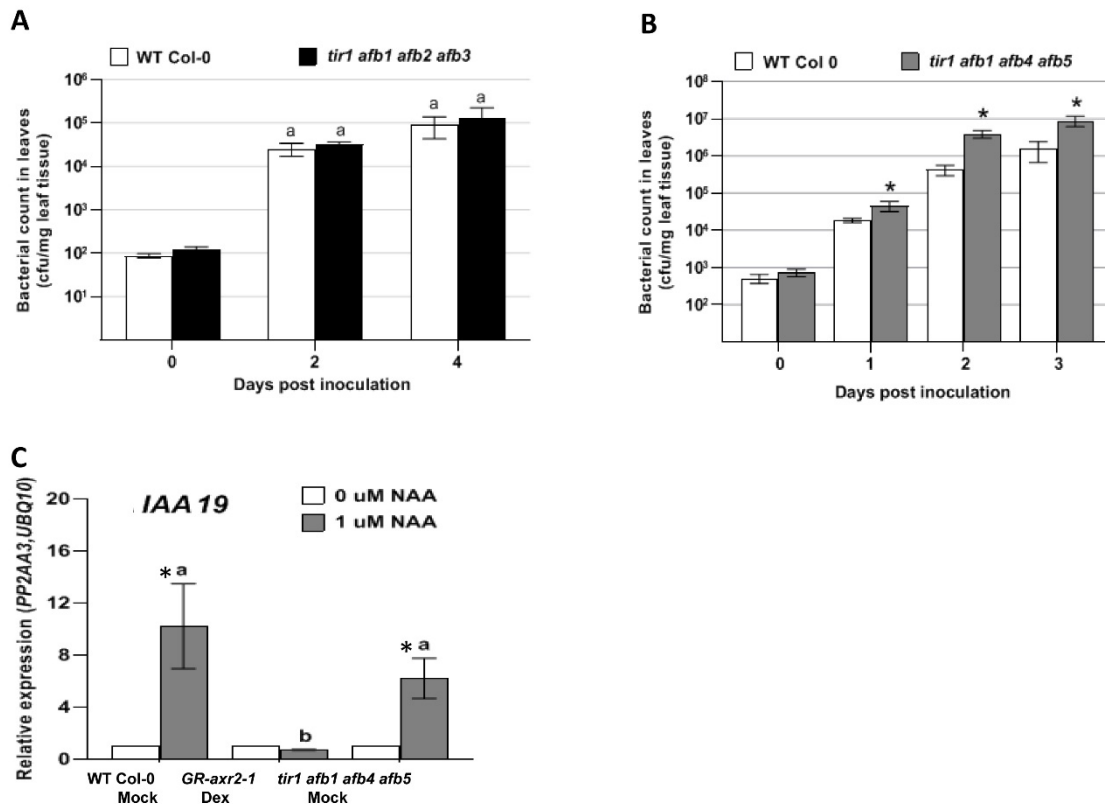 A
WT Col-0 tir1 afb1 afb2 afb3
Bacterial count in leaves
(cfu/mg leaf tissue)
10⁶
10⁵
10⁴
10³
10²
10¹
a a a a
0 2 4
Days post inoculation
B
WT Col 0 tir1 afb1 afb4 afb5
Bacterial count in leaves
(cfu/mg leaf tissue)
10⁸
10⁷
10⁶
10⁵
10⁴
10³
10²
* * *
0 1 2 3
Days post inoculation
C
. IAA 19
0 uM NAA
1 uM NAA
Relative expression (PP2AA3,UBQ10)
20
16
12
8
4
0
* a
b
* a
WT Col-0 GR-axr2-1 tir1 afb1 afb4 afb5
Mock Dex Mock